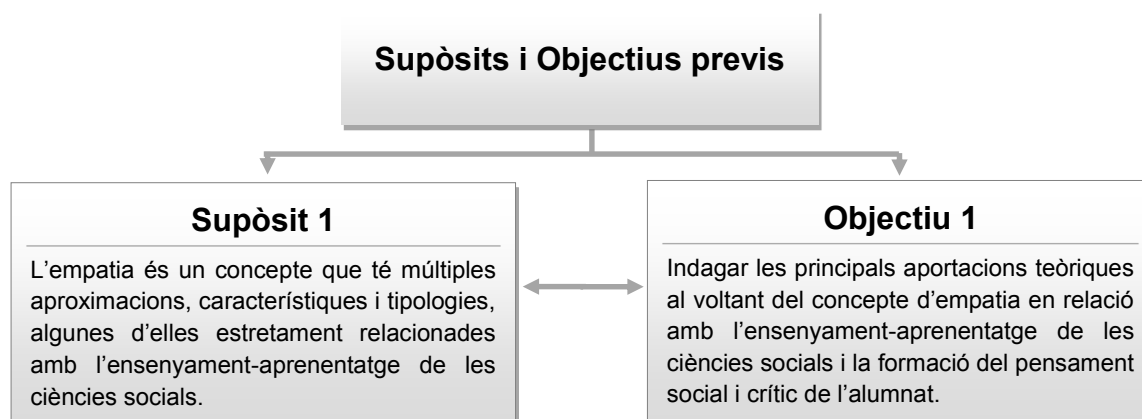 Supòsits i Objectius previs
Supòsit 1
L’empatia és un concepte que té múltiples
aproximacions, característiques i tipologies,
algunes d’elles estretament relacionades
amb l’ensenyament-aprenentatge de les
ciències socials.
Objectiu 1
Indagar les principals aportacions teòriques
al voltant del concepte d’empatia en relació
amb l’ensenyament-aprenentatge de les
ciències socials i la formació del pensament
social i crític de l’alumnat.